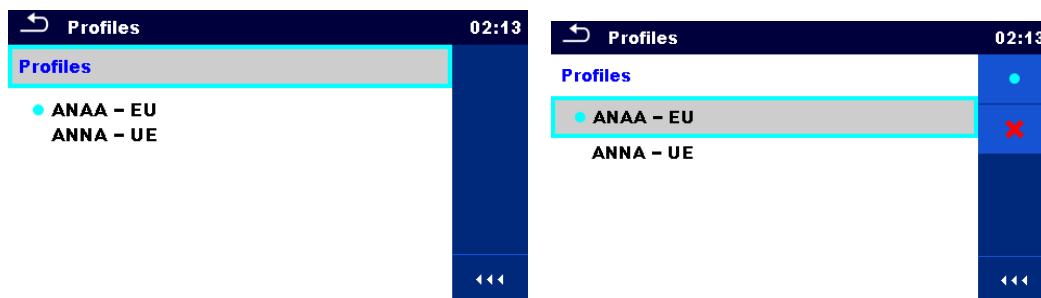 Profiles 02:13
Profiles
ANAA – EU
ANNA – UE
Profiles 02:13
Profiles
ANAA – EU
ANNA – UE